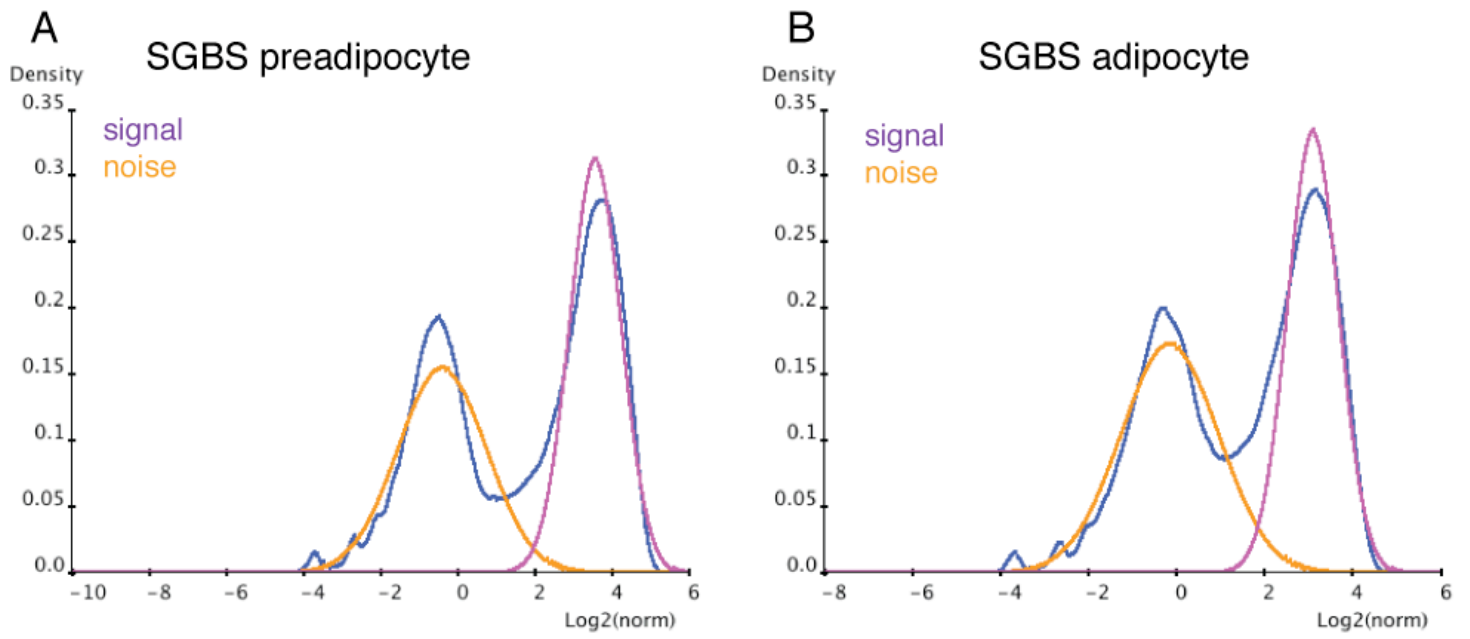 A
SGBS preadipocyte
Density
0.35
signal
noise
0.3
0.25
0.2
0.15
0.1
0.05
0.0
-10 -8 -6 -4 -2 0 2 4 6
Log2(norm)
B
SGBS adipocyte
Density
0.35
signal
noise
0.3
0.25
0.2
0.15
0.1
0.05
0.0
-8 -6 -4 -2 0 2 4 6
Log2(norm)